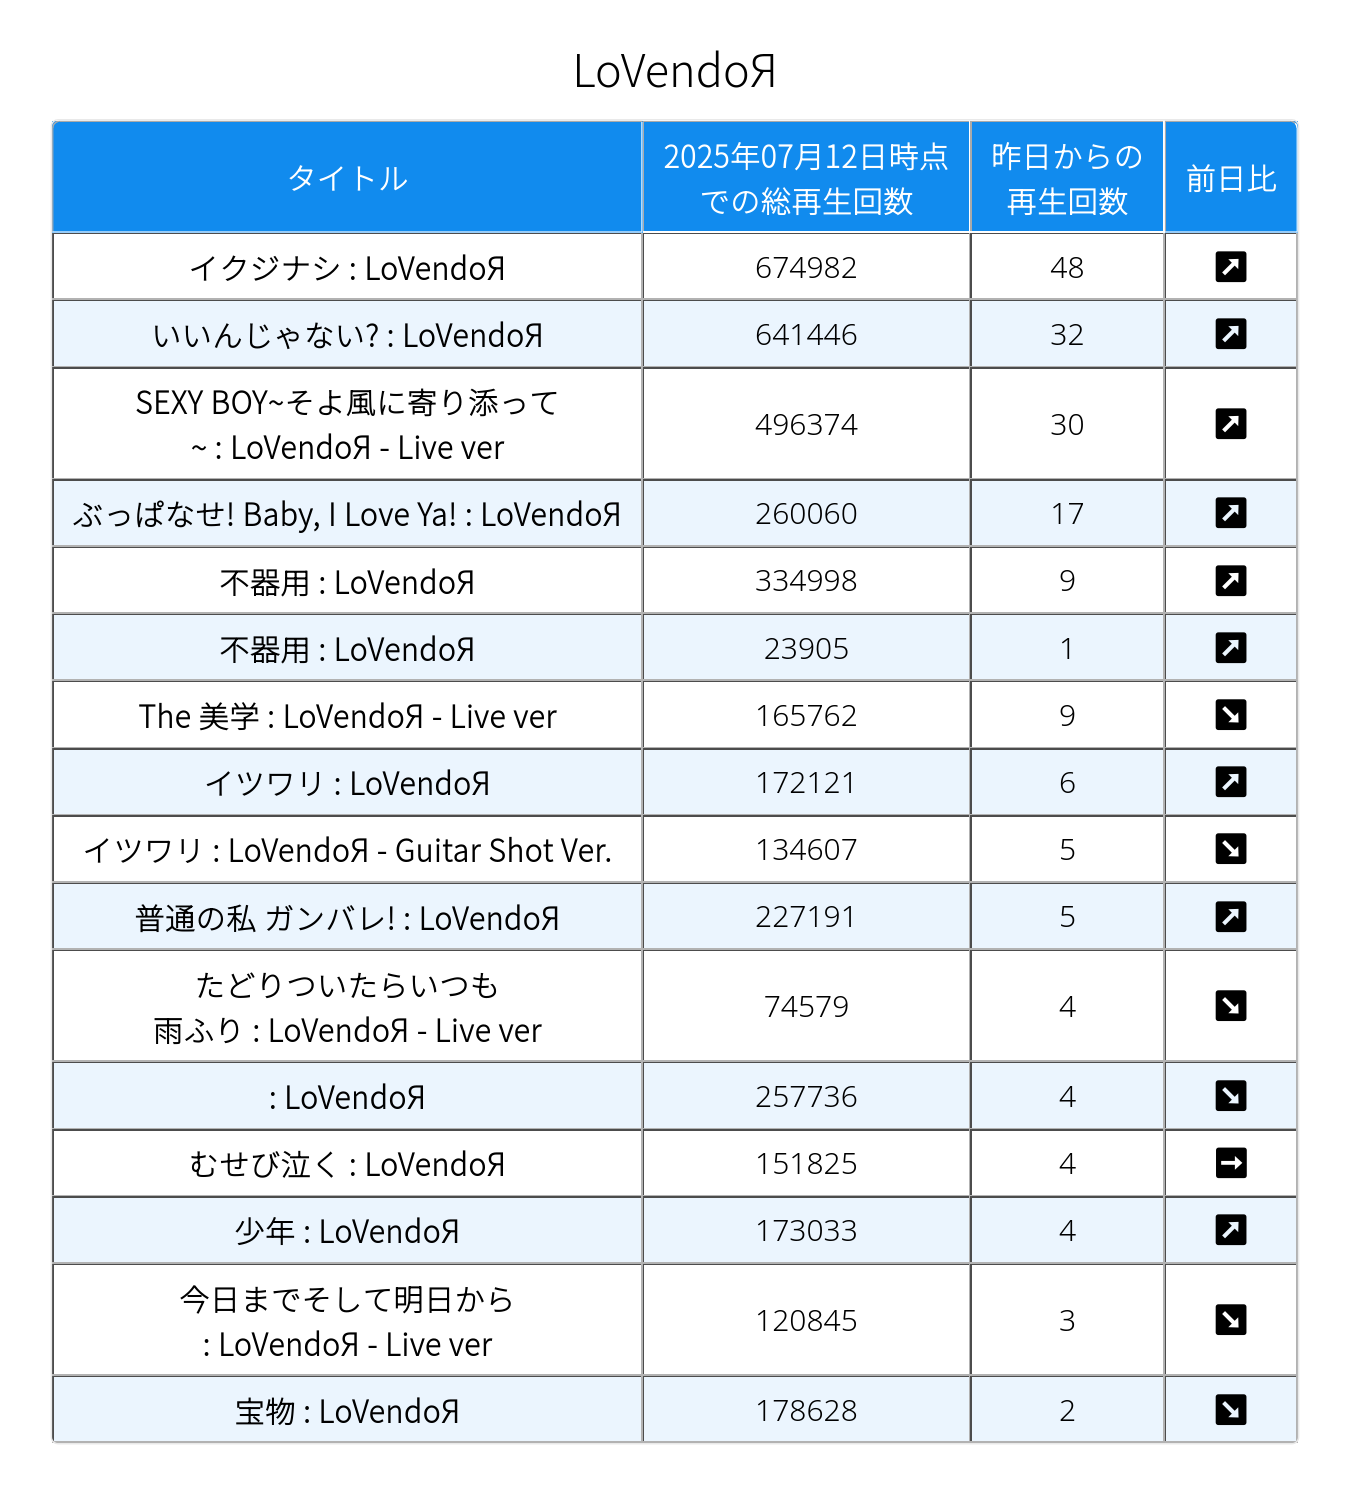 LoVendoЯ
タイトル
2025年07月12日時点
での総再生回数
昨日からの
再生回数
前日比
イクジナシ : LoVendoЯ 674982 48
いいんじゃない? : LoVendoЯ 641446 32
SEXY BOY~そよ風に寄り添って
~ : LoVendoЯ - Live ver 496374 30
ぶっぱなせ! Baby, I Love Ya! : LoVendoЯ 260060 17
不器用 : LoVendoЯ 334998 9
不器用 : LoVendoЯ 23905 1
The 美学 : LoVendoЯ - Live ver 165762 9
イツワリ : LoVendoЯ 172121 6
イツワリ : LoVendoЯ - Guitar Shot Ver. 134607 5
普通の私 ガンバレ! : LoVendoЯ 227191 5
たどりついたらいつも
雨ふり : LoVendoЯ - Live ver 74579 4
: LoVendoЯ 257736 4
むせび泣く : LoVendoЯ 151825 4
少年 : LoVendoЯ 173033 4
今日までそして明日から
: LoVendoЯ - Live ver 120845 3
宝物 : LoVendoЯ 178628 2